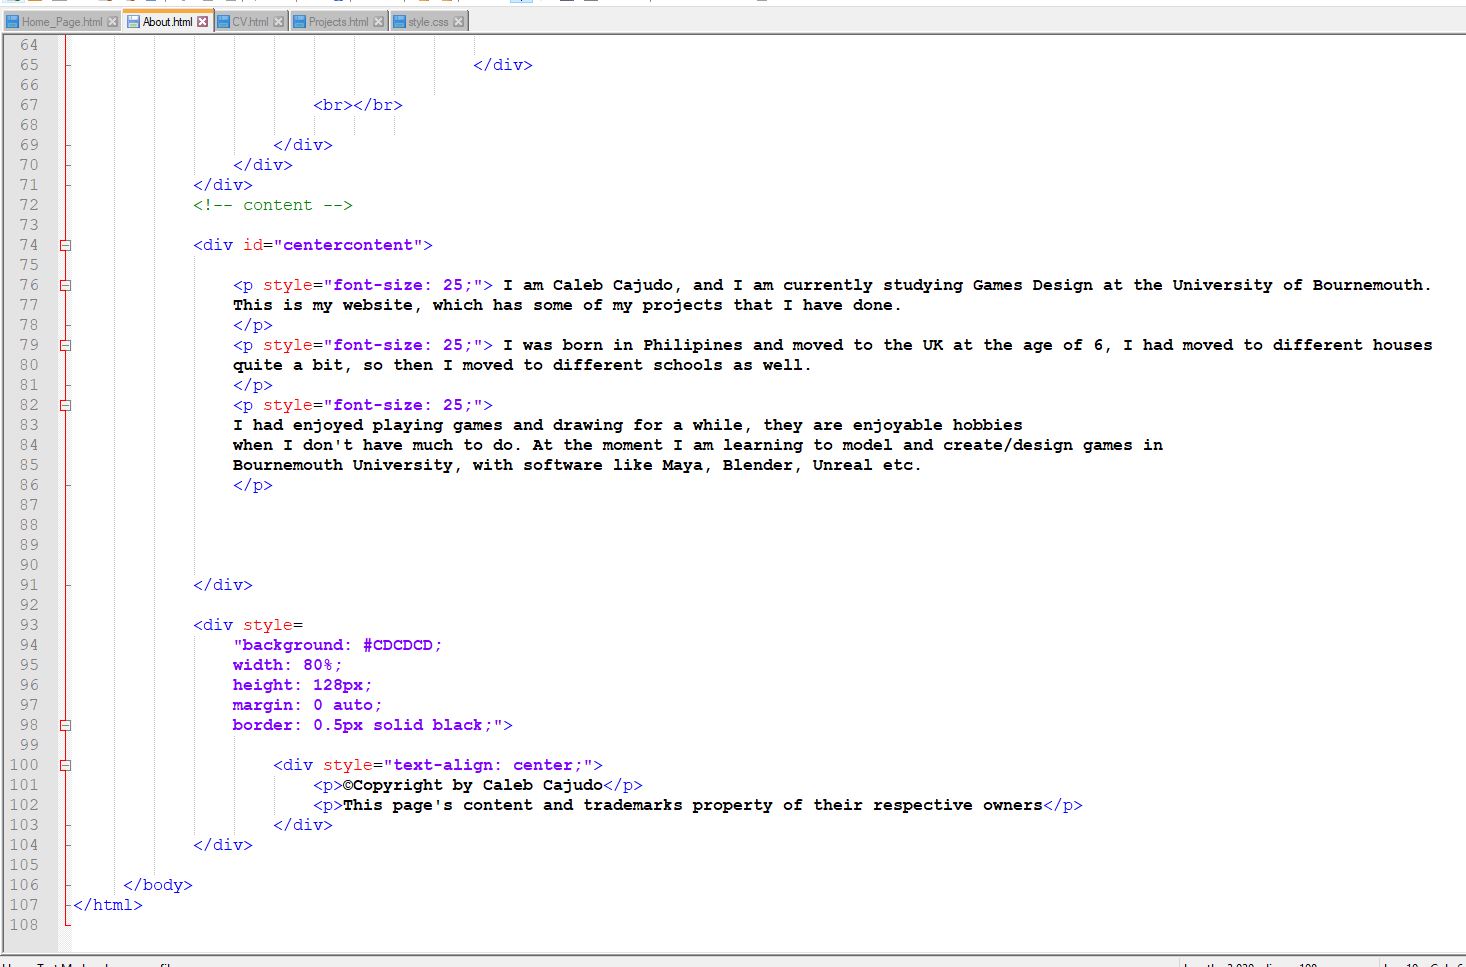 Home_Page.html About.html CV.html Projects.html style.css
64
65 </div>
66
67 <br></br>
68
69 </div>
70 </div>
71 </div>
72 <!-- content -->
73
74 <div id="centercontent">
75
76 <p style="font-size: 25;"> I am Caleb Cajudo, and I am currently studying Games Design at the University of Bournemouth.
77 This is my website, which has some of my projects that I have done.
78 </p>
79 <p style="font-size: 25;"> I was born in Philipines and moved to the UK at the age of 6, I had moved to different houses
80 quite a bit, so then I moved to different schools as well.
81 </p>
82 <p style="font-size: 25;">
83 I had enjoyed playing games and drawing for a while, they are enjoyable hobbies
84 when I don't have much to do. At the moment I am learning to model and create/design games in
85 Bournemouth University, with software like Maya, Blender, Unreal etc.
86 </p>
87
88
89
90
91 </div>
92
93 <div style=
94 "background: #CDCDCD;
95 width: 80%;
96 height: 128px;
97 margin: 0 auto;
98 border: 0.5px solid black;">
99
100 <div style="text-align: center;">
101 <p>©Copyright by Caleb Cajudo</p>
102 <p>This page's content and trademarks property of their respective owners</p>
103 </div>
104 </div>
105
106 </body>
107 </html>
108